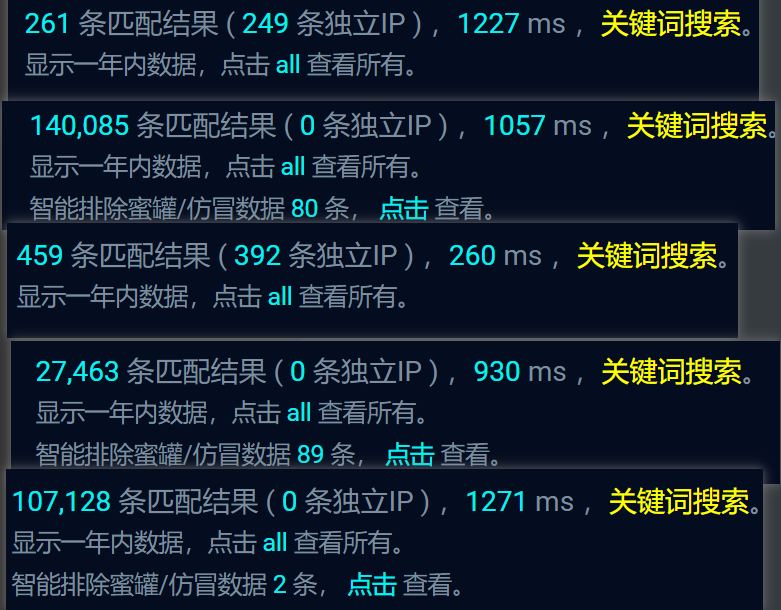 261 条匹配结果 ( 249 条独立IP ) ，1227 ms ，关键词搜索。
显示一年内数据，点击 all 查看所有。
140,085 条匹配结果 ( 0 条独立IP ) ，1057 ms ，关键词搜索。
显示一年内数据，点击 all 查看所有。
智能排除蜜罐/仿冒数据 80 条， 点击 查看。
459 条匹配结果 ( 392 条独立IP ) ，260 ms ，关键词搜索。
显示一年内数据，点击 all 查看所有。
27,463 条匹配结果 ( 0 条独立IP ) ，930 ms ，关键词搜索。
显示一年内数据，点击 all 查看所有。
智能排除蜜罐/仿冒数据 89 条， 点击 查看。
107,128 条匹配结果 ( 0 条独立IP ) ，1271 ms ，关键词搜索。
显示一年内数据，点击 all 查看所有。
智能排除蜜罐/仿冒数据 2 条， 点击 查看。